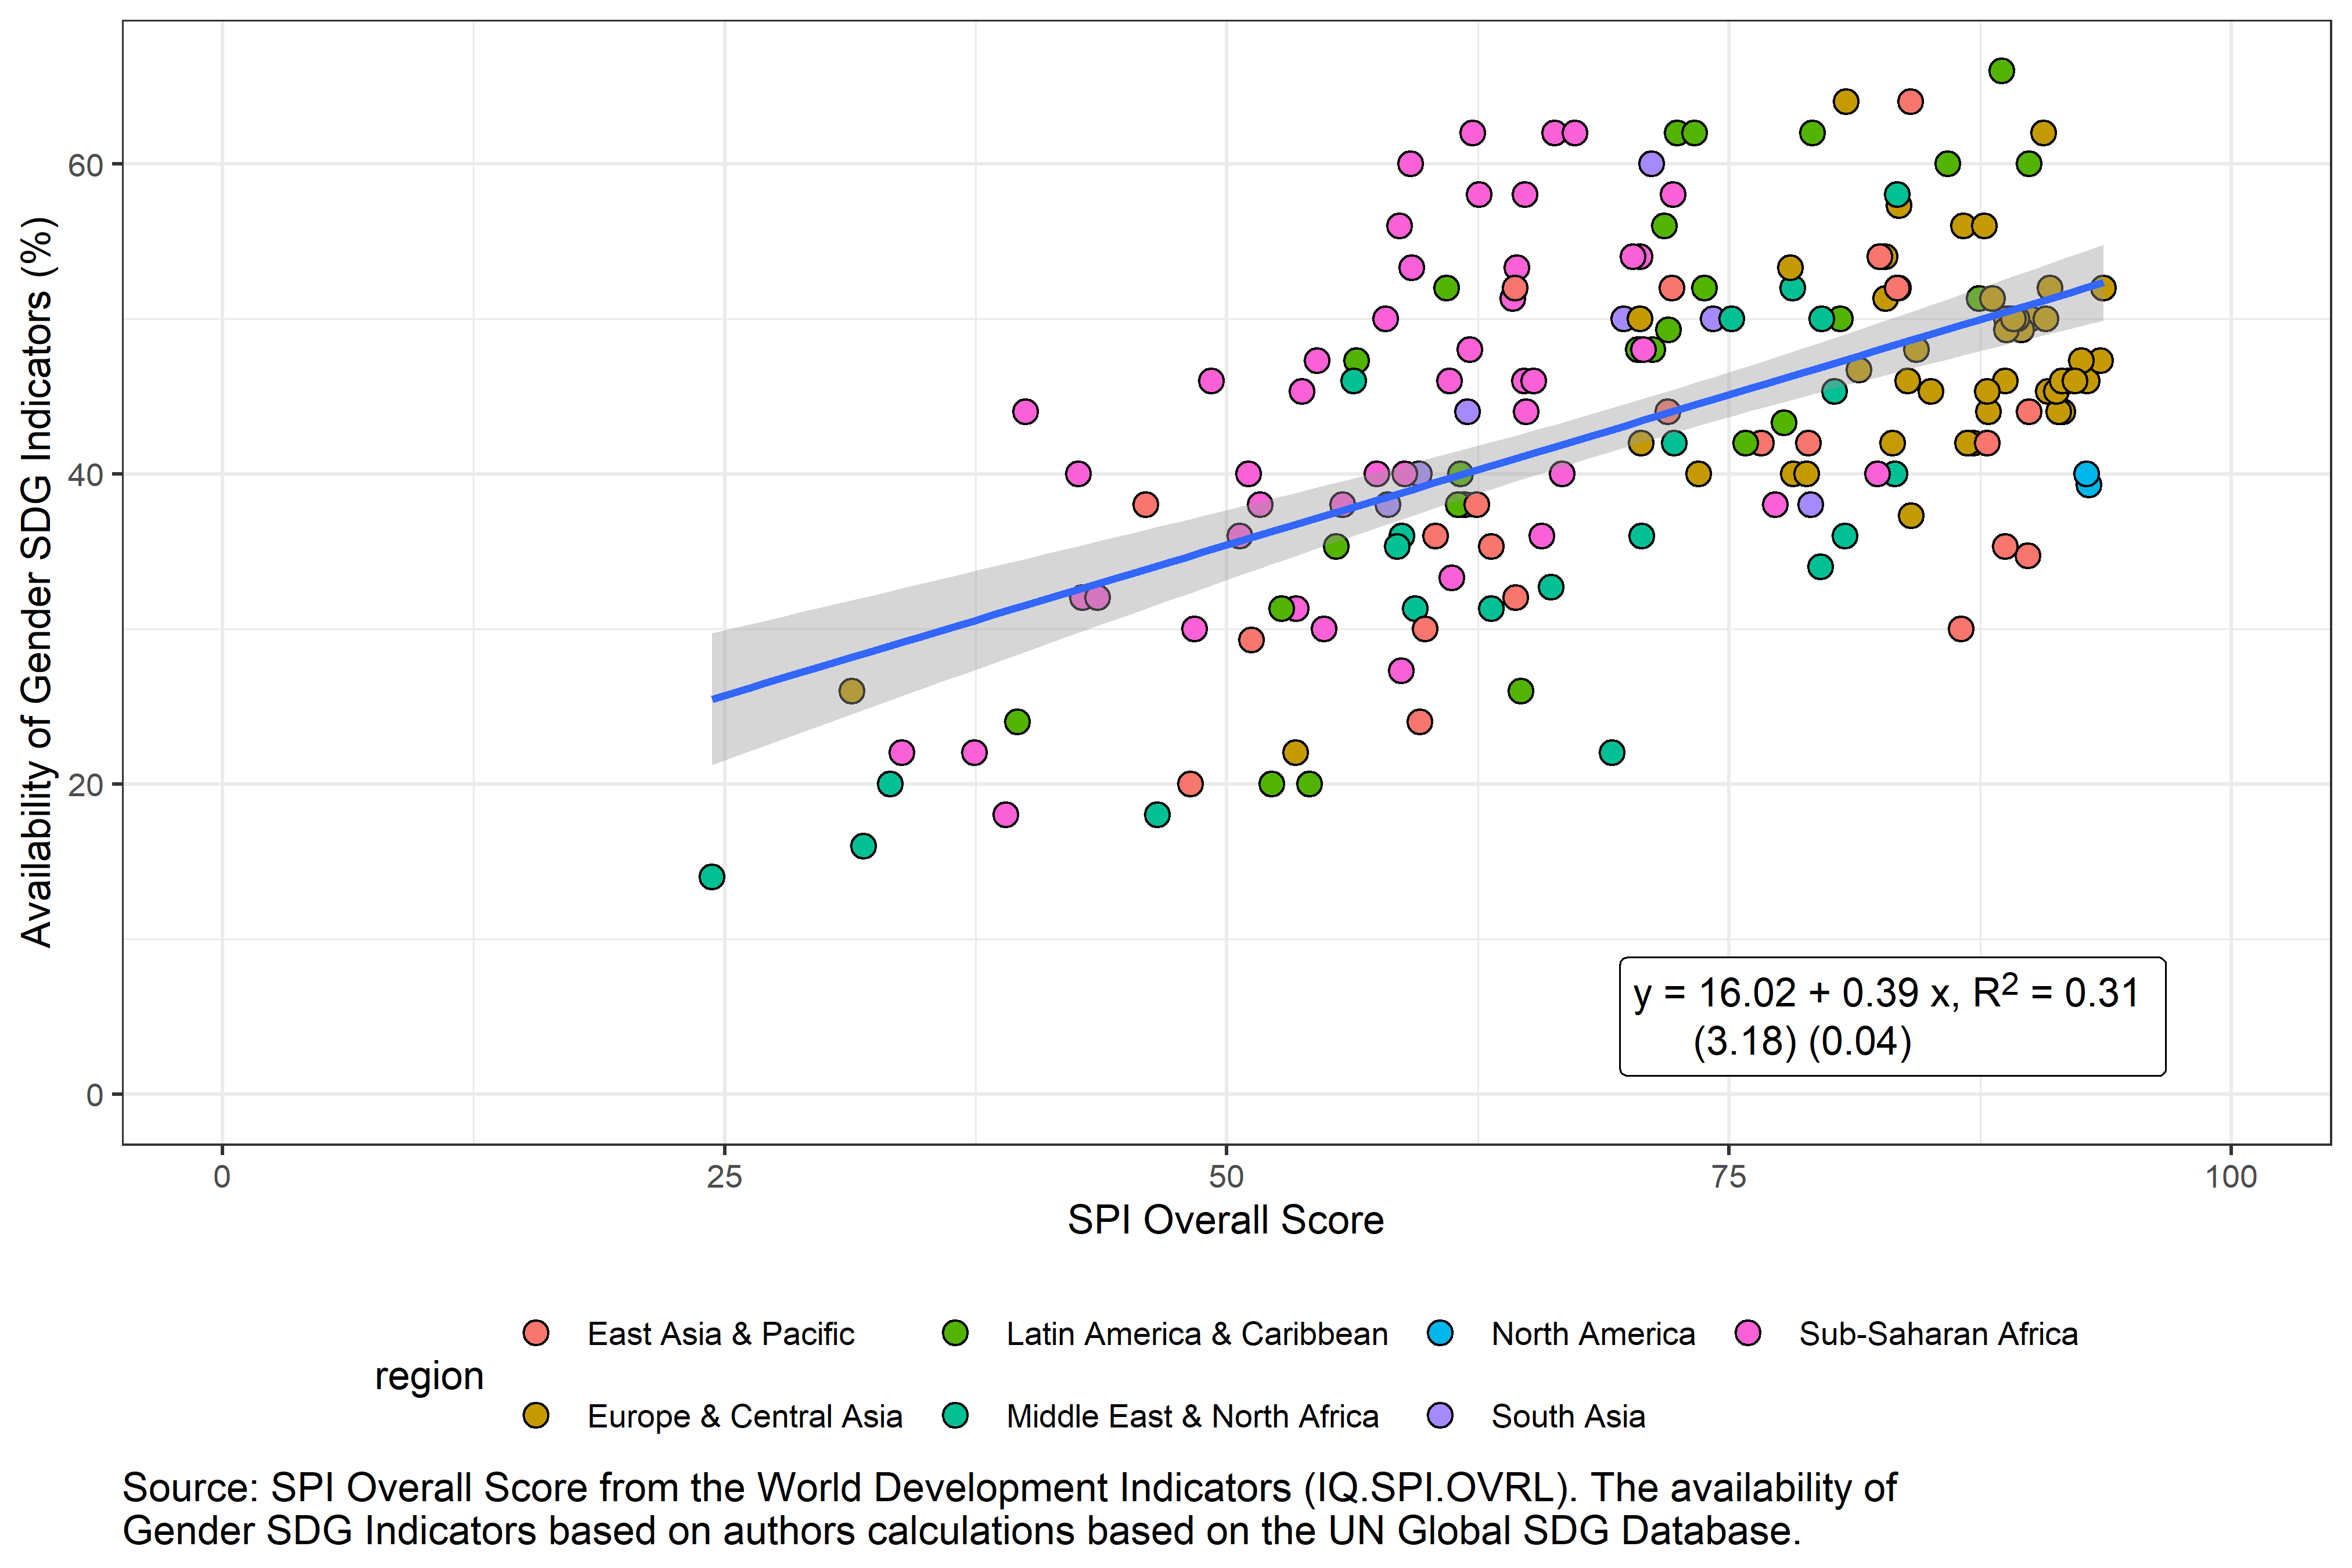 Availability of Gender SDG Indicators (%)
60
40
20
0
y = 16.02 + 0.39 x, R² = 0.31
(3.18) (0.04)
0 25 50 75 100
SPI Overall Score
region
East Asia & Pacific Latin America & Caribbean North America Sub-Saharan Africa
Europe & Central Asia Middle East & North Africa South Asia
Source: SPI Overall Score from the World Development Indicators (IQ.SPI.OVRL). The availability of
Gender SDG Indicators based on authors calculations based on the UN Global SDG Database.